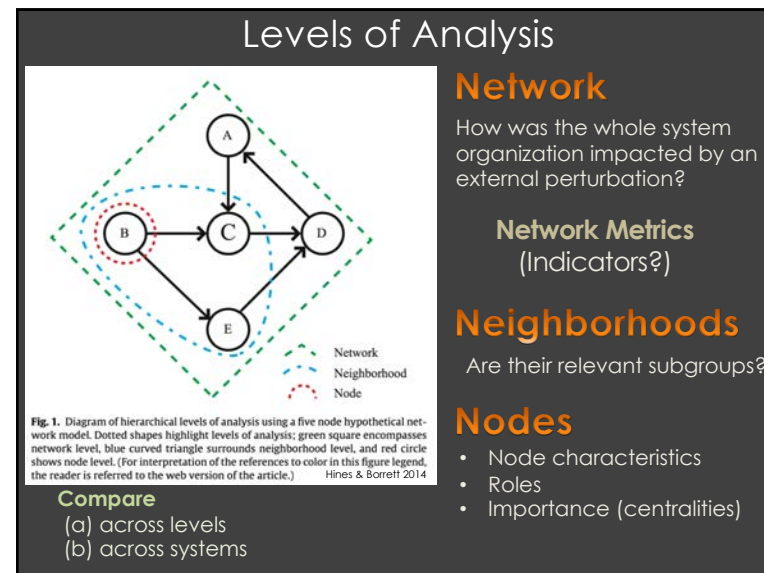 Levels of Analysis
A
B
C
D
E
Network
Neighborhood
Node
Fig. 1. Diagram of hierarchical levels of analysis using a five node hypothetical net-
work model. Dotted shapes highlight levels of analysis; green square encompasses
network level, blue curved triangle surrounds neighborhood level, and red circle
shows node level. (For interpretation of the references to color in this figure legend,
the reader is referred to the web version of the article.)
Hines & Borrett 2014
Compare
(a) across levels
(b) across systems
Network
How was the whole system
organization impacted by an
external perturbation?
Network Metrics
(Indicators?)
Neighborhoods
Are their relevant subgroups?
Nodes
• Node characteristics
• Roles
• Importance (centralities)